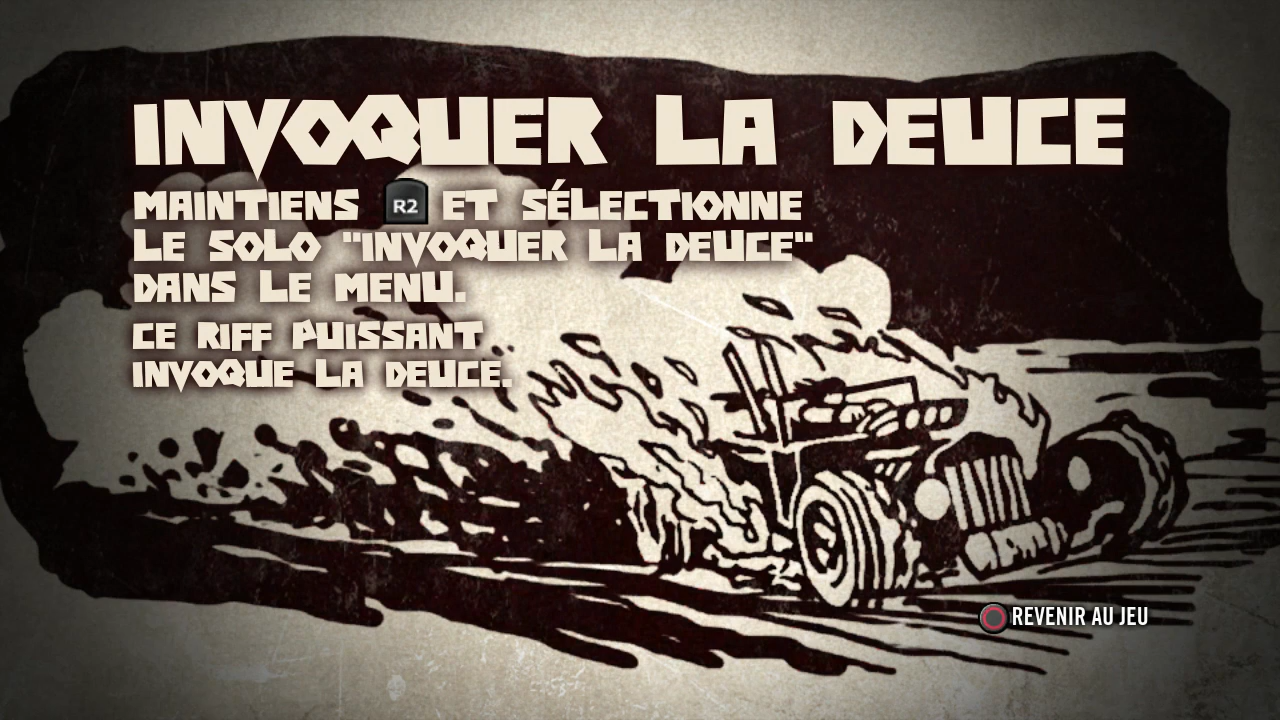 INVOQUER LA DEUCE
MAINTIENS R2 ET SÉLECTIONNE
LE SOLO "INVOQUER LA DEUCE"
DANS LE MENU.
CE RIFF PUISSANT
INVOQUE LA DEUCE.
REVENIR AU JEU